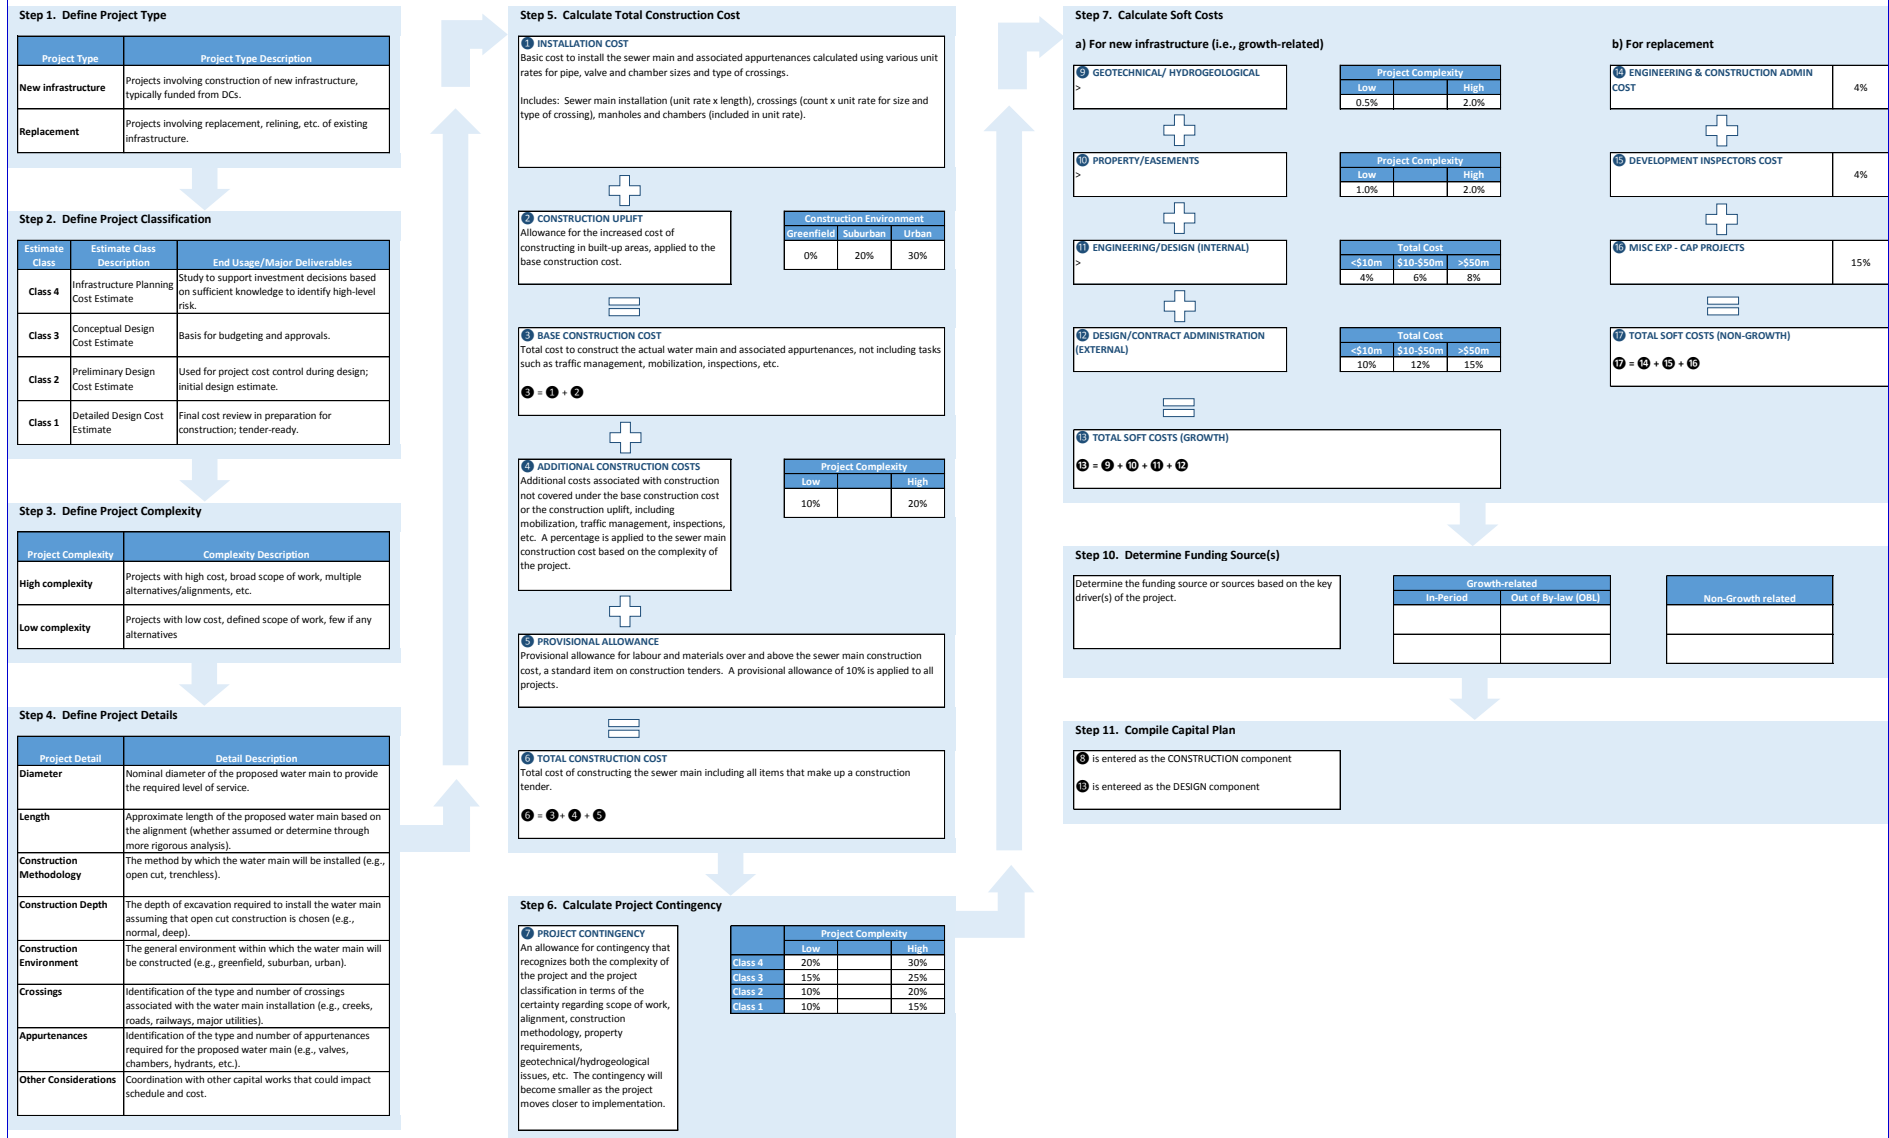 Step 1.  Define Project Type
Project Type
Project Type Description
New infrastructure
Projects involving construction of new infrastructure,
typically funded from DCs.
Replacement
Projects involving replacement, relining, etc. of existing
infrastructure.
Step 2.  Define Project Classification
Estimate
Class
Estimate Class
Description
End Usage/Major Deliverables
Class 4
Infrastructure Planning
Cost Estimate
Study to support investment decisions based
on sufficient knowledge to identify high-level
risk.
Class 3
Conceptual Design
Cost Estimate
Basis for budgeting and approvals.
Class 2
Preliminary Design
Cost Estimate
Used for project cost control during design;
initial design estimate.
Class 1
Detailed Design Cost
Estimate
Final cost review in preparation for
construction; tender-ready.
Step 3.  Define Project Complexity
Project Complexity
Complexity Description
High complexity
Projects with high cost, broad scope of work, multiple
alternatives/alignments, etc.
Low complexity
Projects with low cost, defined scope of work, few if any
alternatives
Step 4.  Define Project Details
Project Detail
Detail Description
Diameter
Nominal diameter of the proposed water main to provide
the required level of service.
Length
Approximate length of the proposed water main based on
the alignment (whether assumed or determine through
more rigorous analysis).
Construction
Methodology
The method by which the water main will be installed (e.g.,
open cut, trenchless).
Construction Depth
The depth of excavation required to install the water main
assuming that open cut construction is chosen (e.g.,
normal, deep).
Construction
Environment
The general environment within which the water main will
be constructed (e.g., greenfield, suburban, urban).
Crossings
Identification of the type and number of crossings
associated with the water main installation (e.g., creeks,
roads, railways, major utilities).
Appurtenances
Identification of the type and number of appurtenances
required for the proposed water main (e.g., valves,
chambers, hydrants, etc.).
Other Considerations
Coordination with other capital works that could impact
schedule and cost.
Step 5.  Calculate Total Construction Cost
❶ INSTALLATION COST
Basic cost to install the sewer main and associated appurtenances calculated using various unit
rates for pipe, valve and chamber sizes and type of crossings.
Includes:  Sewer main installation (unit rate x length), crossings (count x unit rate for size and
type of crossing), manholes and chambers (included in unit rate).
❷ CONSTRUCTION UPLIFT
Allowance for the increased cost of
constructing in built-up areas, applied to the
base construction cost.
Construction Environment
Greenfield Suburban Urban
0% 20% 30%
❸ BASE CONSTRUCTION COST
Total cost to construct the actual water main and associated appurtenances, not including tasks
such as traffic management, mobilization, inspections, etc.
❸ = ❶ + ❷
❹ ADDITIONAL CONSTRUCTION COSTS
Additional costs associated with construction
not covered under the base construction cost
or the construction uplift, including
mobilization, traffic management, inspections,
etc.  A percentage is applied to the sewer main
construction cost based on the complexity of
the project.
Project Complexity
Low High
10% 20%
❺ PROVISIONAL ALLOWANCE
Provisional allowance for labour and materials over and above the sewer main construction
cost, a standard item on construction tenders.  A provisional allowance of 10% is applied to all
projects.
❻ TOTAL CONSTRUCTION COST
Total cost of constructing the sewer main including all items that make up a construction
tender.
❻ = ❸ + ❹ + ❺
Step 6.  Calculate Project Contingency
❼ PROJECT CONTINGENCY
An allowance for contingency that
recognizes both the complexity of
the project and the project
classification in terms of the
certainty regarding scope of work,
alignment, construction
methodology, property
requirements,
geotechnical/hydrogeological
issues, etc.  The contingency will
become smaller as the project
moves closer to implementation.
Project Complexity
Low High
Class 4 20% 30%
Class 3 15% 25%
Class 2 10% 20%
Class 1 10% 15%
Step 7.  Calculate Soft Costs
a) For new infrastructure (i.e., growth-related)
❾ GEOTECHNICAL/ HYDROGEOLOGICAL
>
Project Complexity
Low High
0.5% 2.0%
❿ PROPERTY/EASEMENTS
>
Project Complexity
Low High
1.0% 2.0%
⓫ ENGINEERING/DESIGN (INTERNAL)
>
Total Cost
<$10m $10-$50m >$50m
4% 6% 8%
⓬ DESIGN/CONTRACT ADMINISTRATION
(EXTERNAL)
Total Cost
<$10m $10-$50m >$50m
10% 12% 15%
⓭ TOTAL SOFT COSTS (GROWTH)
⓭ = ❾ + ❿ + ⓫ + ⓬
b) For replacement
⓮ ENGINEERING & CONSTRUCTION ADMIN
COST
4%
⓯ DEVELOPMENT INSPECTORS COST
4%
⓰ MISC EXP - CAP PROJECTS
15%
⓱ TOTAL SOFT COSTS (NON-GROWTH)
⓱ = ⓮ + ⓯ + ⓰
Step 10.  Determine Funding Source(s)
Determine the funding source or sources based on the key
driver(s) of the project.
Growth-related
In-Period Out of By-law (OBL)
Non-Growth related
Step 11.  Compile Capital Plan
❽ is entered as the CONSTRUCTION component
⓭ is entereed as the DESIGN component